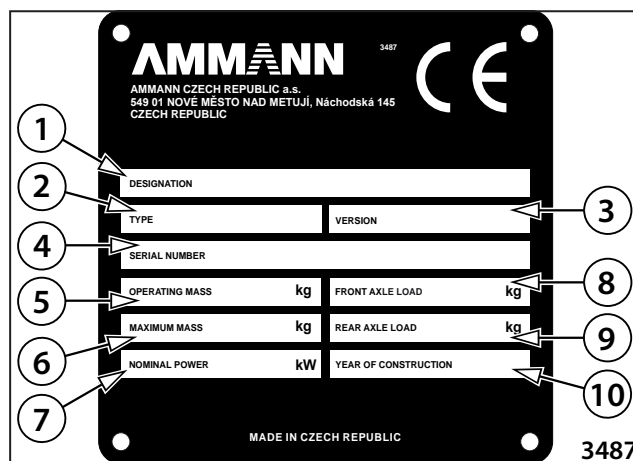 AMMANN
3487
CE
AMMANN CZECH REPUBLIC a.s.
549 01 NOVÉ MĚSTO NAD METUJÍ, Náchodská 145
CZECH REPUBLIC
1
DESIGNATION
2
TYPE
VERSION
3
4
SERIAL NUMBER
5
OPERATING MASS kg
FRONT AXLE LOAD kg
8
6
MAXIMUM MASS kg
REAR AXLE LOAD kg
9
7
NOMINAL POWER kW
YEAR OF CONSTRUCTION
10
MADE IN CZECH REPUBLIC
3487